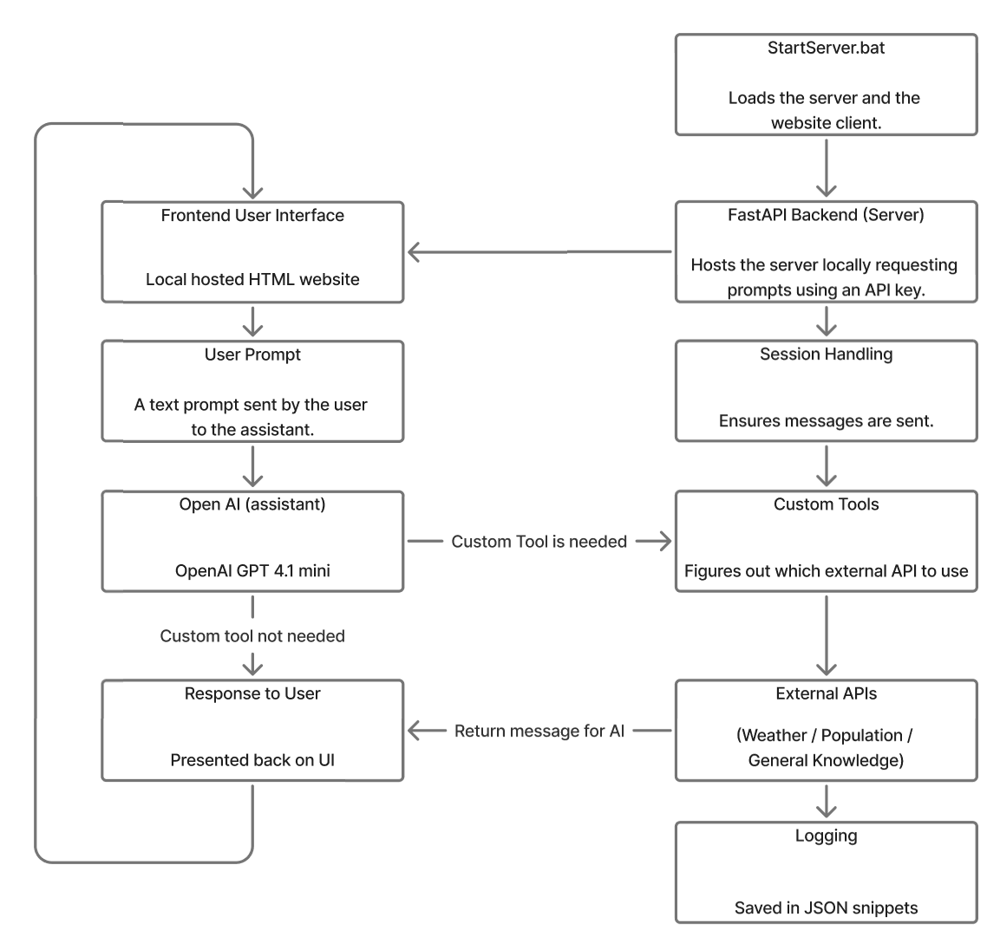 StartServer.bat
Loads the server and the
website client.
Frontend User Interface
Local hosted HTML website
FastAPI Backend (Server)
Hosts the server locally requesting
prompts using an API key.
User Prompt
A text prompt sent by the user
to the assistant.
Session Handling
Ensures messages are sent.
Open AI (assistant)
OpenAI GPT 4.1 mini
Custom Tool is needed
Custom Tools
Figures out which external API to use
Custom tool not needed
Response to User
Presented back on UI
Return message for AI
External APIs
(Weather / Population /
General Knowledge)
Logging
Saved in JSON snippets